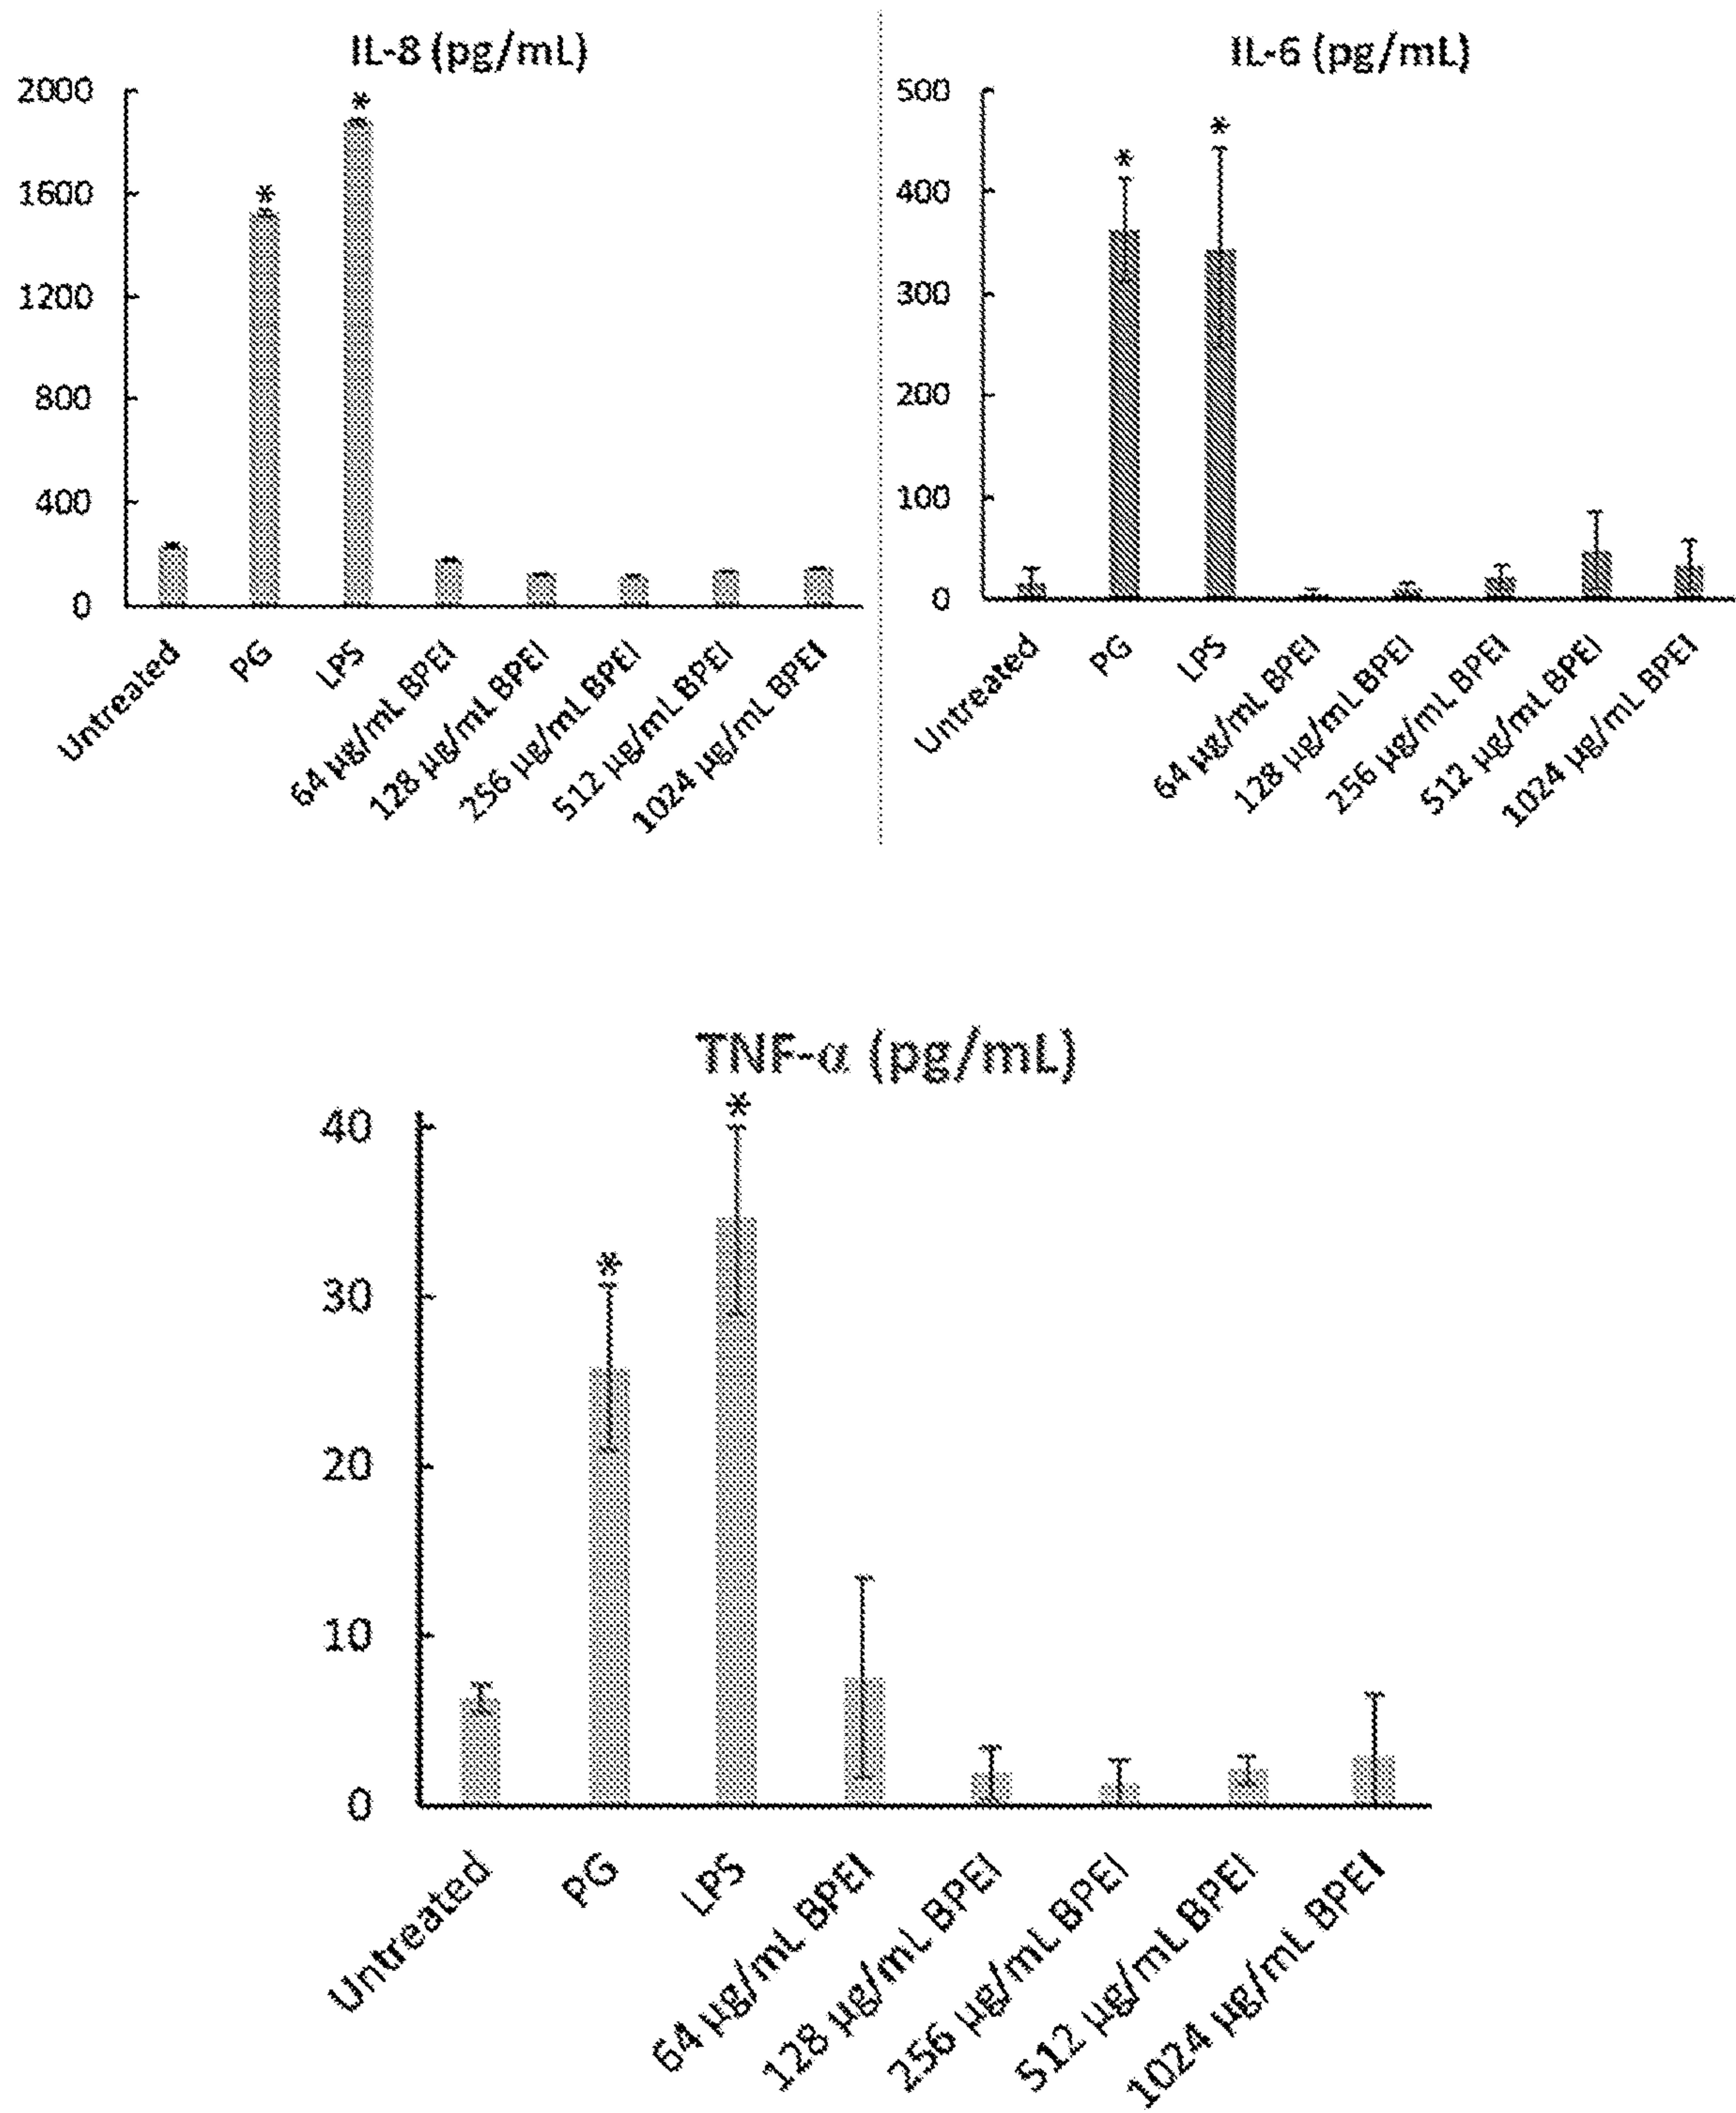 IL-8 (pg/mL)
2000
1600
1200
800
400
0
*
*
Untreated
PG
LPS
64 µg/mL BPEI
128 µg/mL BPEI
256 µg/mL BPEI
512 µg/mL BPEI
1024 µg/mL BPEI
IL-6 (pg/mL)
500
400
300
200
100
0
*
*
Untreated
PG
LPS
64 µg/mL BPEI
128 µg/mL BPEI
256 µg/mL BPEI
512 µg/mL BPEI
1024 µg/mL BPEI
TNF-α (pg/mL)
40
30
20
10
0
*
*
Untreated
PG
LPS
64 µg/mL BPEI
128 µg/mL BPEI
256 µg/mL BPEI
512 µg/mL BPEI
1024 µg/mL BPEI